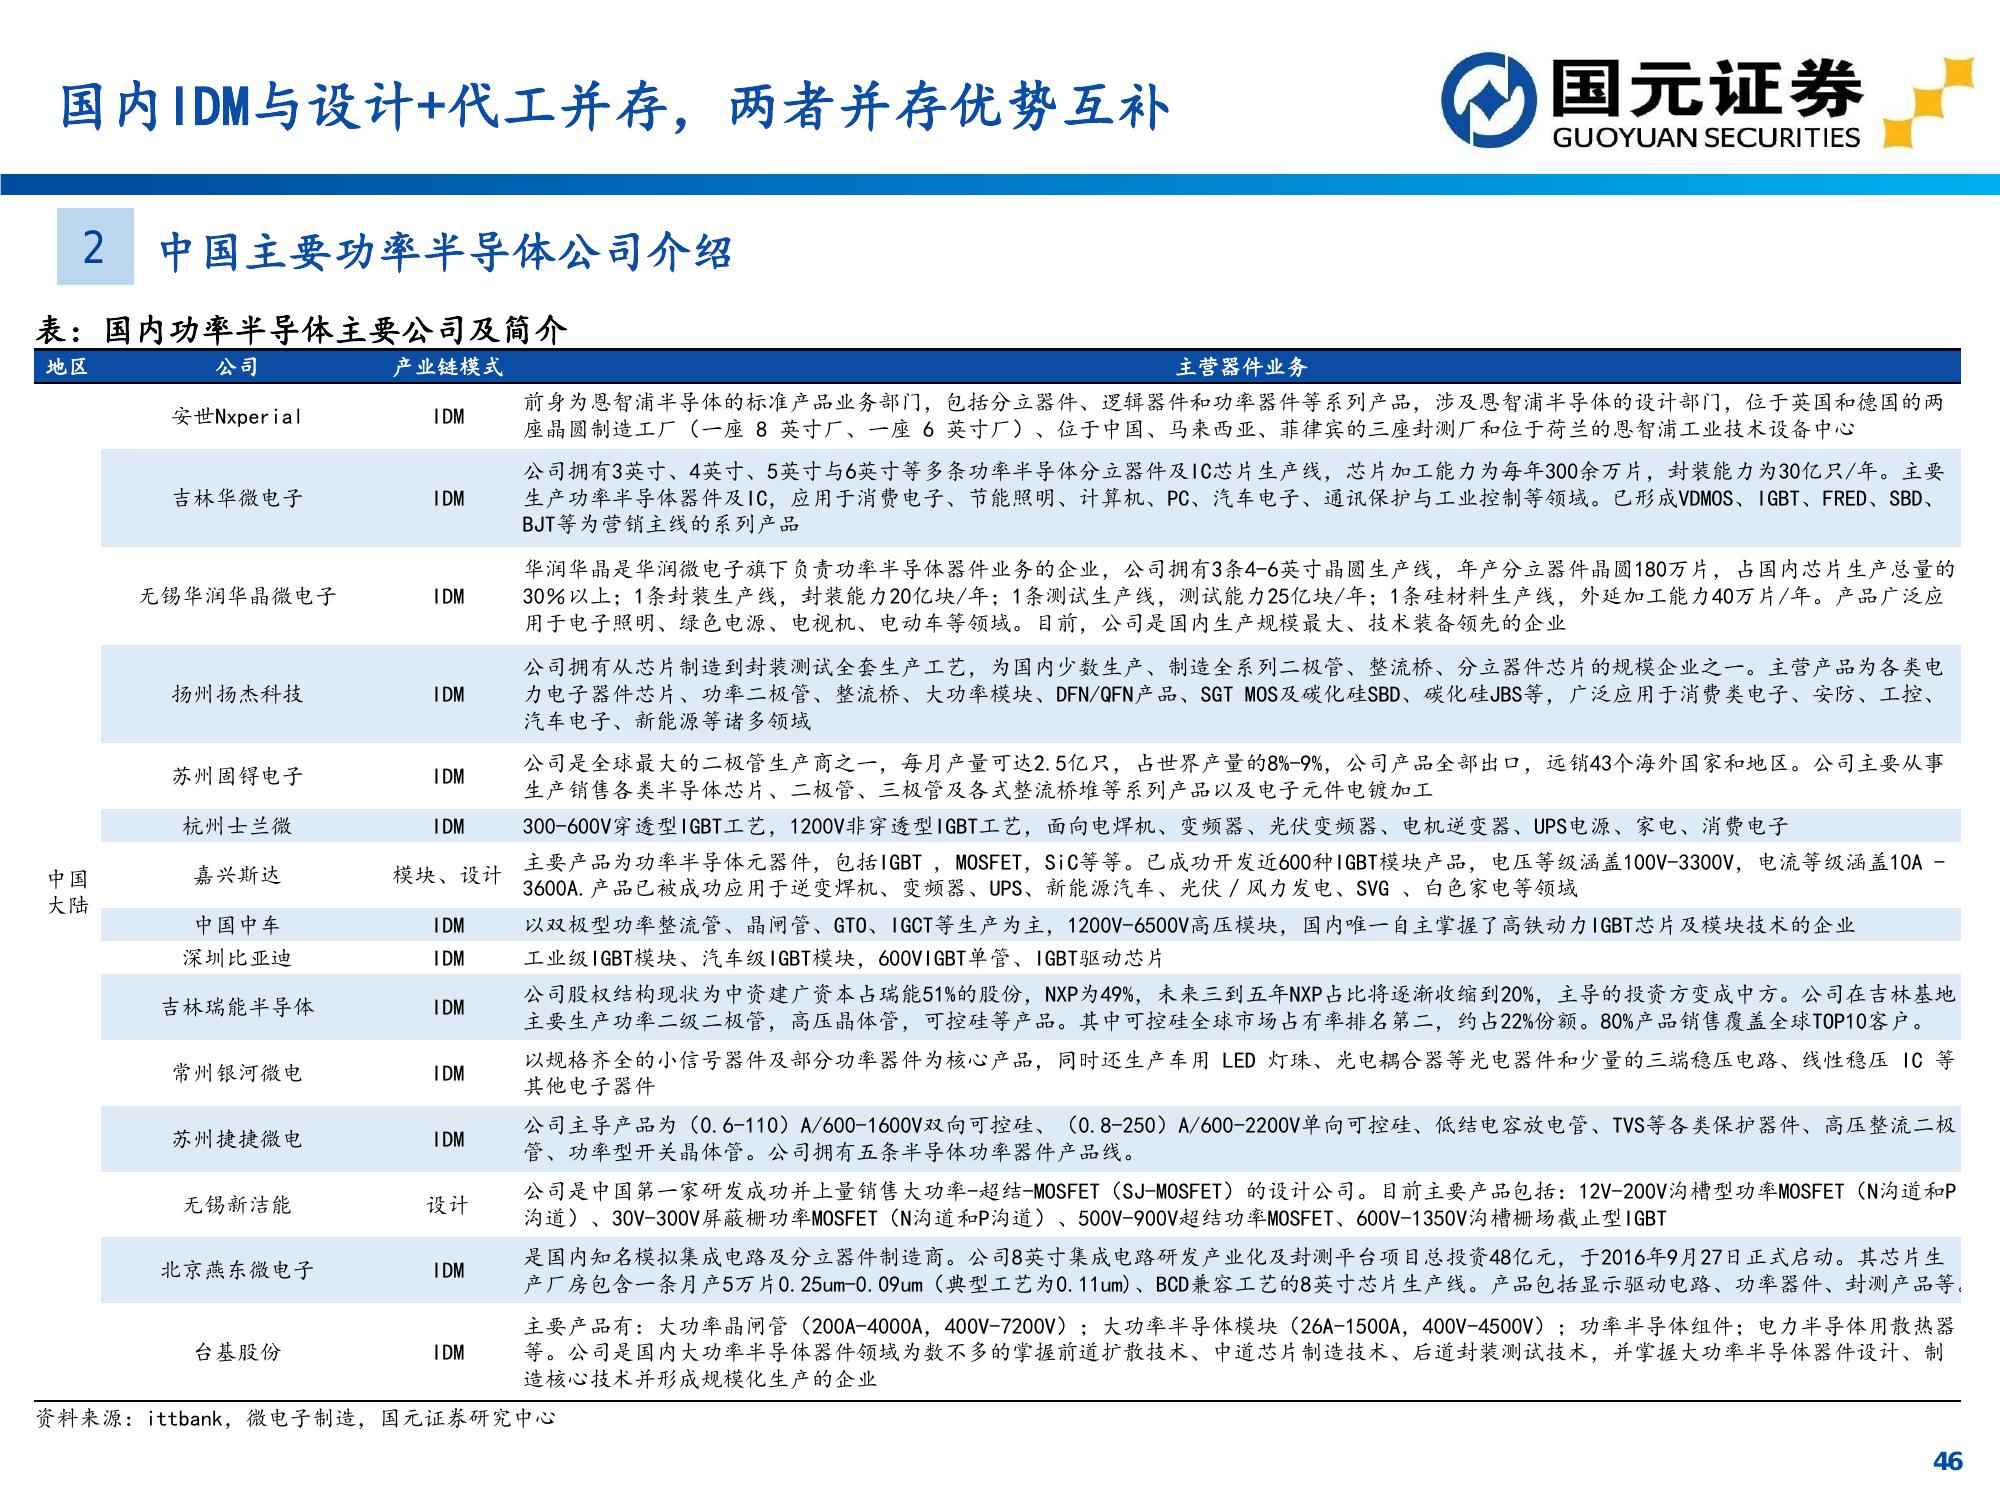 国内IDM与设计+代工并存，两者并存优势互补
国元证券
GUOYUAN SECURITIES
2
中国主要功率半导体公司介绍
表：国内功率半导体主要公司及简介
地区 公司 产业链模式 主营器件业务
中国
大陆
安世Nxperial IDM
前身为恩智浦半导体的标准产品业务部门，包括分立器件、逻辑器件和功率器件等系列产品，涉及恩智浦半导体的设计部门，位于英国和德国的两
座晶圆制造工厂（一座 8 英寸厂、一座 6 英寸厂）、位于中国、马来西亚、菲律宾的三座封测厂和位于荷兰的恩智浦工业技术设备中心
吉林华微电子 IDM
公司拥有3英寸、4英寸、5英寸与6英寸等多条功率半导体分立器件及IC芯片生产线，芯片加工能力为每年300余万片，封装能力为30亿只/年。主要
生产功率半导体器件及IC，应用于消费电子、节能照明、计算机、PC、汽车电子、通讯保护与工业控制等领域。已形成VDMOS、IGBT、FRED、SBD、
BJT等为营销主线的系列产品
无锡华润华晶微电子 IDM
华润华晶是华润微电子旗下负责功率半导体器件业务的企业，公司拥有3条4-6英寸晶圆生产线，年产分立器件晶圆180万片，占国内芯片生产总量的
30%以上；1条封装生产线，封装能力20亿块/年；1条测试生产线，测试能力25亿块/年；1条硅材料生产线，外延加工能力40万片/年。产品广泛应
用于电子照明、绿色电源、电视机、电动车等领域。目前，公司是国内生产规模最大、技术装备领先的企业
扬州扬杰科技 IDM
公司拥有从芯片制造到封装测试全套生产工艺，为国内少数生产、制造全系列二极管、整流桥、分立器件芯片的规模企业之一。主营产品为各类电
力电子器件芯片、功率二极管、整流桥、大功率模块、DFN/QFN产品、SGT MOS及碳化硅SBD、碳化硅JBS等，广泛应用于消费类电子、安防、工控、
汽车电子、新能源等诸多领域
苏州固锝电子 IDM
公司是全球最大的二极管生产商之一，每月产量可达2.5亿只，占世界产量的8%-9%，公司产品全部出口，远销43个海外国家和地区。公司主要从事
生产销售各类半导体芯片、二极管、三极管及各式整流桥堆等系列产品以及电子元件电镀加工
杭州士兰微 IDM 300-600V穿透型IGBT工艺，1200V非穿透型IGBT工艺，面向电焊机、变频器、光伏变频器、电机逆变器、UPS电源、家电、消费电子
嘉兴斯达 模块、设计
主要产品为功率半导体元器件，包括IGBT , MOSFET，SiC等等。已成功开发近600种IGBT模块产品，电压等级涵盖100V-3300V，电流等级涵盖10A -
3600A.产品已被成功应用于逆变焊机、变频器、UPS、新能源汽车、光伏/风力发电、SVG 、白色家电等领域
中国中车 IDM 以双极型功率整流管、晶闸管、GTO、IGCT等生产为主，1200V-6500V高压模块，国内唯一自主掌握了高铁动力IGBT芯片及模块技术的企业
深圳比亚迪 IDM 工业级IGBT模块、汽车级IGBT模块，600VIGBT单管、IGBT驱动芯片
吉林瑞能半导体 IDM
公司股权结构现状为中资建广资本占瑞能51%的股份，NXP为49%，未来三到五年NXP占比将逐渐收缩到20%，主导的投资方变成中方。公司在吉林基地
主要生产功率二级二极管，高压晶体管，可控硅等产品。其中可控硅全球市场占有率排名第二，约占22%份额。80%产品销售覆盖全球TOP10客户。
常州银河微电 IDM
以规格齐全的小信号器件及部分功率器件为核心产品，同时还生产车用 LED 灯珠、光电耦合器等光电器件和少量的三端稳压电路、线性稳压 IC 等
其他电子器件
苏州捷捷微电 IDM
公司主导产品为（0.6-110）A/600-1600V双向可控硅、（0.8-250）A/600-2200V单向可控硅、低结电容放电管、TVS等各类保护器件、高压整流二极
管、功率型开关晶体管。公司拥有五条半导体功率器件产品线。
无锡新洁能 设计
公司是中国第一家研发成功并上量销售大功率-超结-MOSFET（SJ-MOSFET）的设计公司。目前主要产品包括：12V-200V沟槽型功率MOSFET（N沟道和P
沟道）、30V-300V屏蔽栅功率MOSFET（N沟道和P沟道）、500V-900V超结功率MOSFET、600V-1350V沟槽栅场截止型IGBT
北京燕东微电子 IDM
是国内知名模拟集成电路及分立器件制造商。公司8英寸集成电路研发产业化及封测平台项目总投资48亿元，于2016年9月27日正式启动。其芯片生
产厂房包含一条月产5万片0.25um-0.09um（典型工艺为0.11um)、BCD兼容工艺的8英寸芯片生产线。产品包括显示驱动电路、功率器件、封测产品等。
台基股份 IDM
主要产品有：大功率晶闸管（200A-4000A，400V-7200V）；大功率半导体模块（26A-1500A，400V-4500V）；功率半导体组件；电力半导体用散热器
等。公司是国内大功率半导体器件领域为数不多的掌握前道扩散技术、中道芯片制造技术、后道封装测试技术，并掌握大功率半导体器件设计、制
造核心技术并形成规模化生产的企业
资料来源：ittbank，微电子制造，国元证券研究中心
46